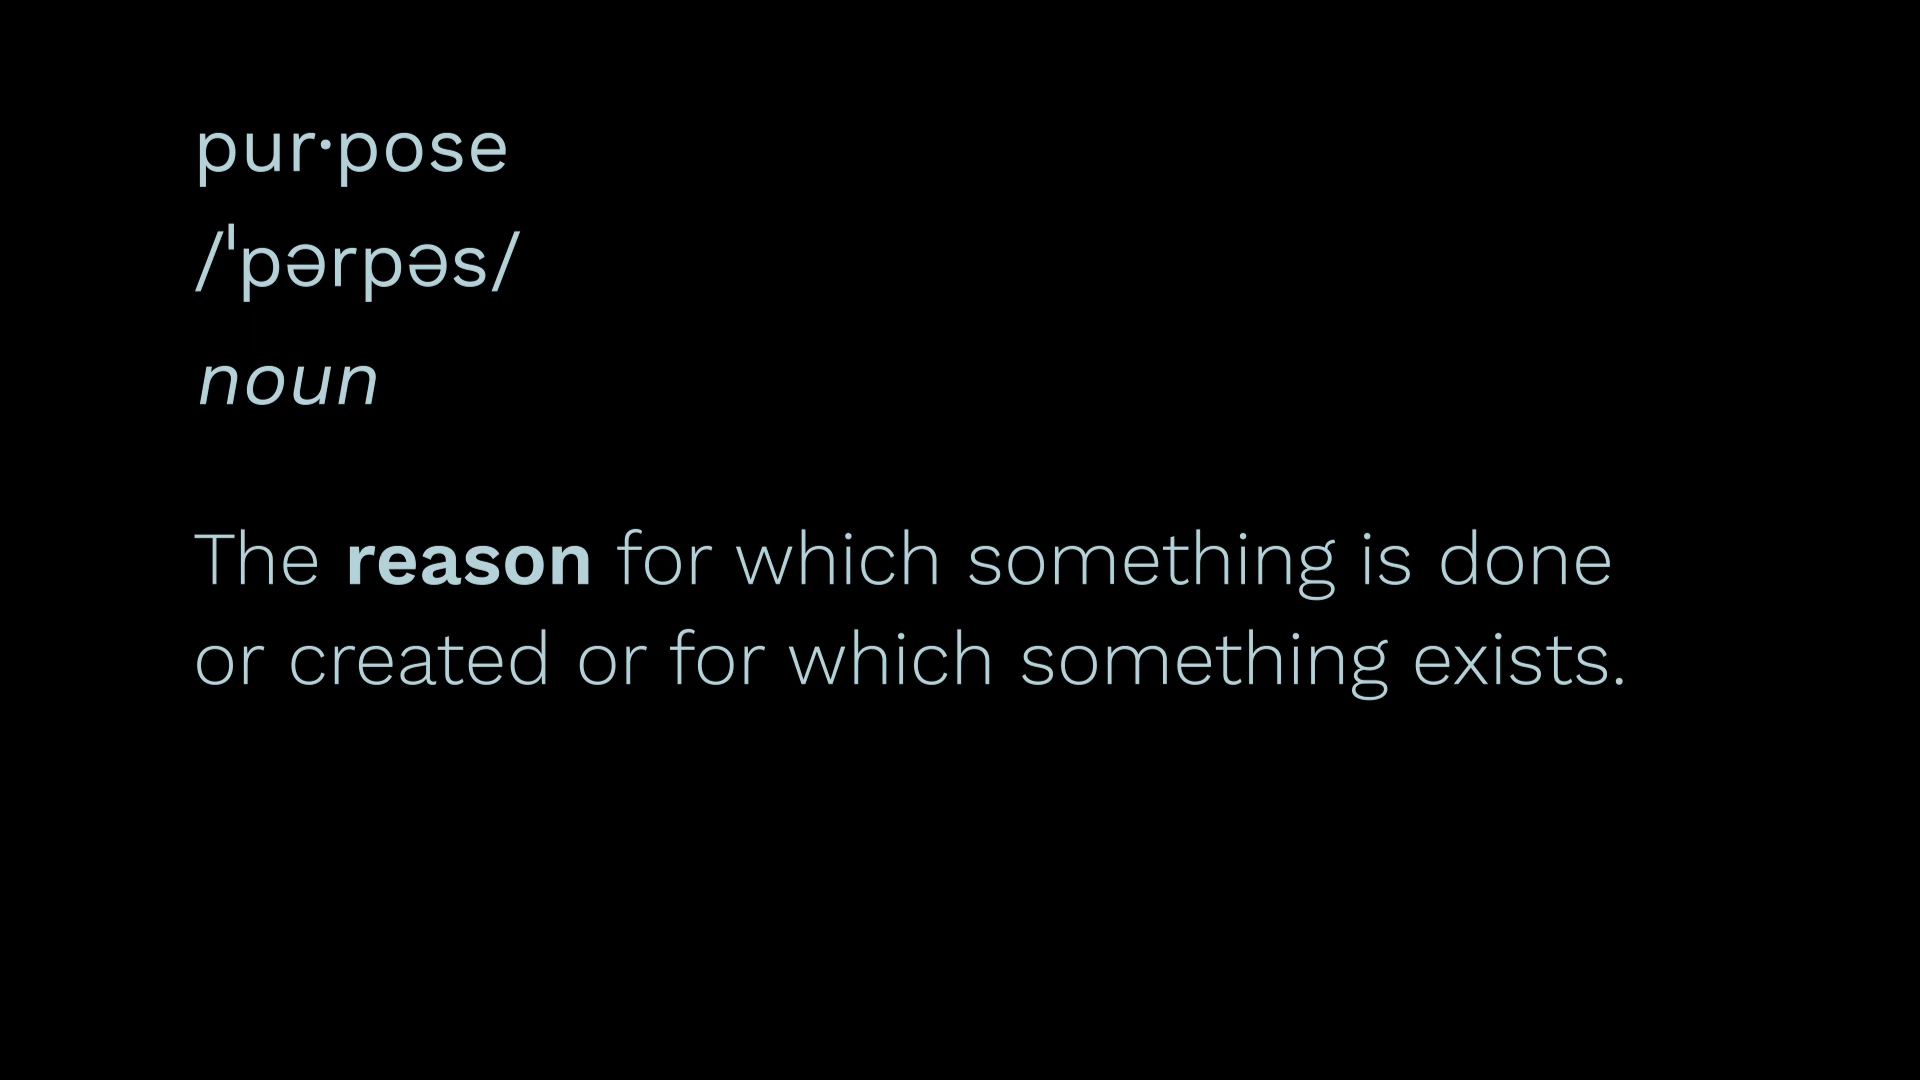 pur·pose
/ˈpərpəs/
noun
The reason for which something is done
or created or for which something exists.